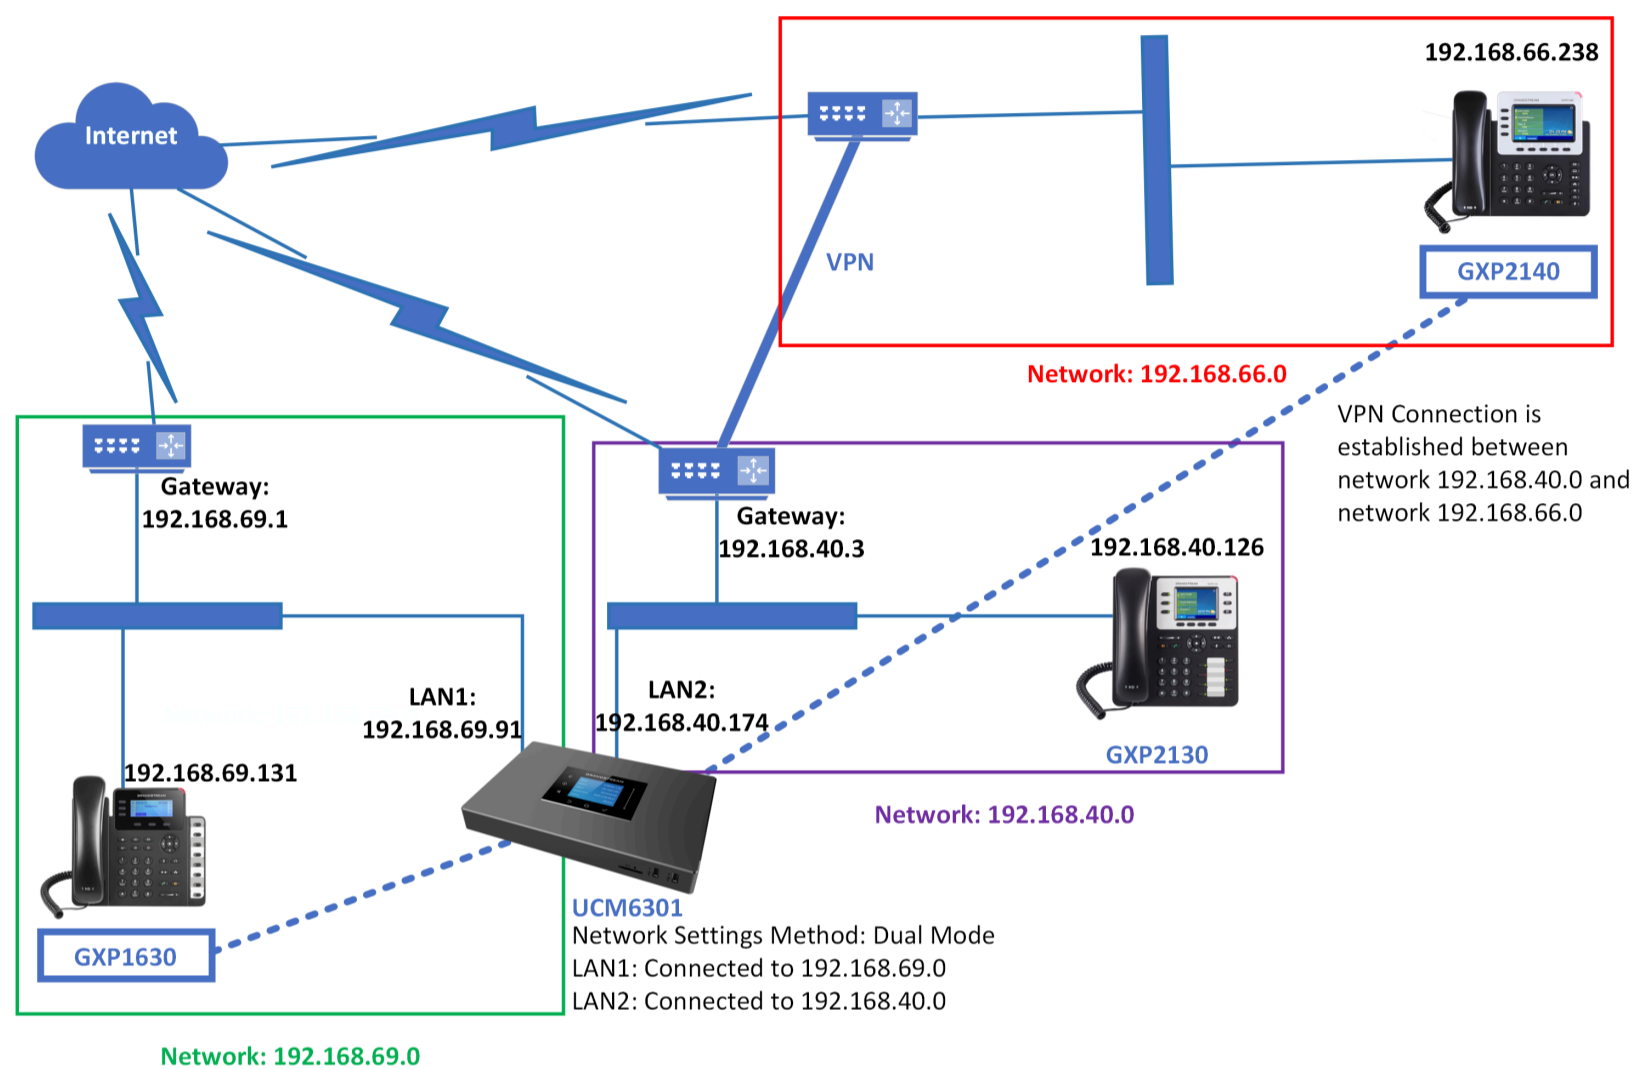 Internet
192.168.66.238
GXP2140
VPN
Network: 192.168.66.0
VPN Connection is
established between
network 192.168.40.0 and
network 192.168.66.0
Gateway:
192.168.69.1
Gateway:
192.168.40.3
192.168.40.126
GXP2130
LAN1:
192.168.69.91
LAN2:
192.168.40.174
Network: 192.168.40.0
192.168.69.131
GXP1630
UCM6301
Network Settings Method: Dual Mode
LAN1: Connected to 192.168.69.0
LAN2: Connected to 192.168.40.0
Network: 192.168.69.0